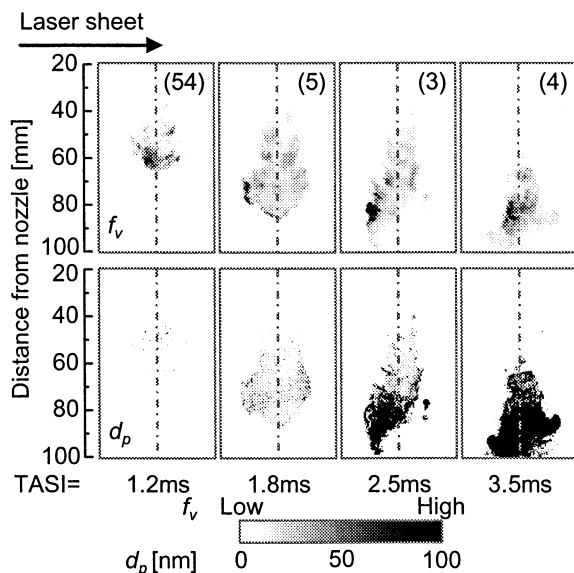 Laser sheet
(54) (5) (3) (4)
Distance from nozzle [mm]
20
40
60
80
100
f_v
20
40
60
80
100
d_p
TASI= 1.2ms 1.8ms 2.5ms 3.5ms
f_v Low High
d_p [nm] 0 50 100